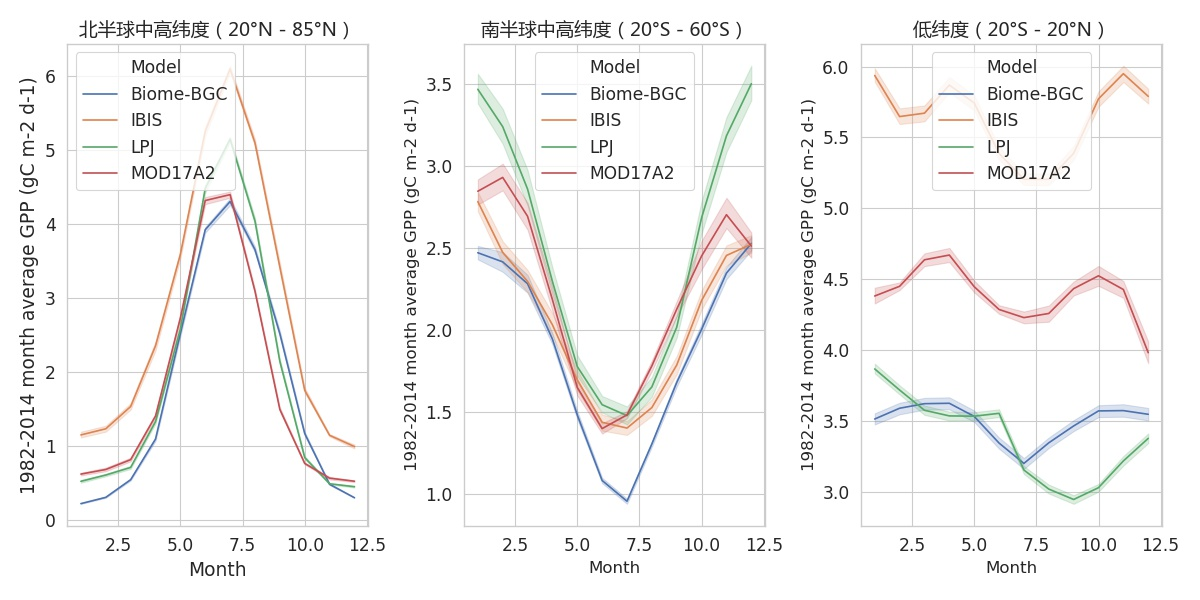 北半球中高纬度 ( 20°N - 85°N )
1982-2014 month average GPP (gC m-2 d-1)
6
5
4
3
2
1
0
Model
Biome-BGC
IBIS
LPJ
MOD17A2
2.5 5.0 7.5 10.0 12.5
Month
南半球中高纬度 ( 20°S - 60°S )
1982-2014 month average GPP (gC m-2 d-1)
3.5
3.0
2.5
2.0
1.5
1.0
Model
Biome-BGC
IBIS
LPJ
MOD17A2
2.5 5.0 7.5 10.0 12.5
Month
低纬度 ( 20°S - 20°N )
1982-2014 month average GPP (gC m-2 d-1)
6.0
5.5
5.0
4.5
4.0
3.5
3.0
Model
Biome-BGC
IBIS
LPJ
MOD17A2
2.5 5.0 7.5 10.0 12.5
Month